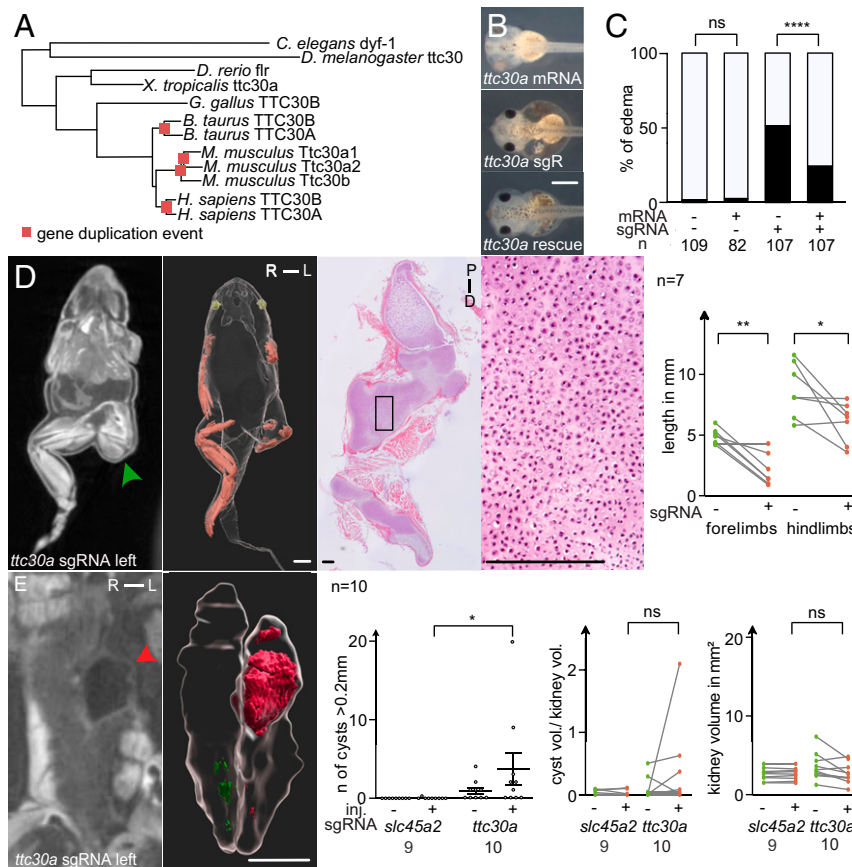 A
C. elegans dyf-1
D. melanogaster ttc30
D. rerio flr
X. tropicalis ttc30a
G. gallus TTC30B
B. taurus TTC30B
B. taurus TTC30A
M. musculus Ttc30a1
M. musculus Ttc30a2
M. musculus Ttc30b
H. sapiens TTC30B
H. sapiens TTC30A
gene duplication event
B
ttc30a mRNA
ttc30a sgR
ttc30a rescue
C
ns ****
100
50
0
% of edema
mRNA - + - +
sgRNA - - + +
n 109 82 107 107
D
ttc30a sgRNA left
R L
P
D
n=7
** *
10
5
0
length in mm
sgRNA - + - +
forelimbs hindlimbs
E
R L
ttc30a sgRNA left
n=10
*
20
10
0
n of cysts >0.2mm
inj. - + - +
sgRNA slc45a2 ttc30a
9 10
ns
2
1
0
cyst vol./ kidney vol.
- + - +
slc45a2 ttc30a
9 10
ns
20
10
0
kidney volume in mm²
- + - +
slc45a2 ttc30a
9 10